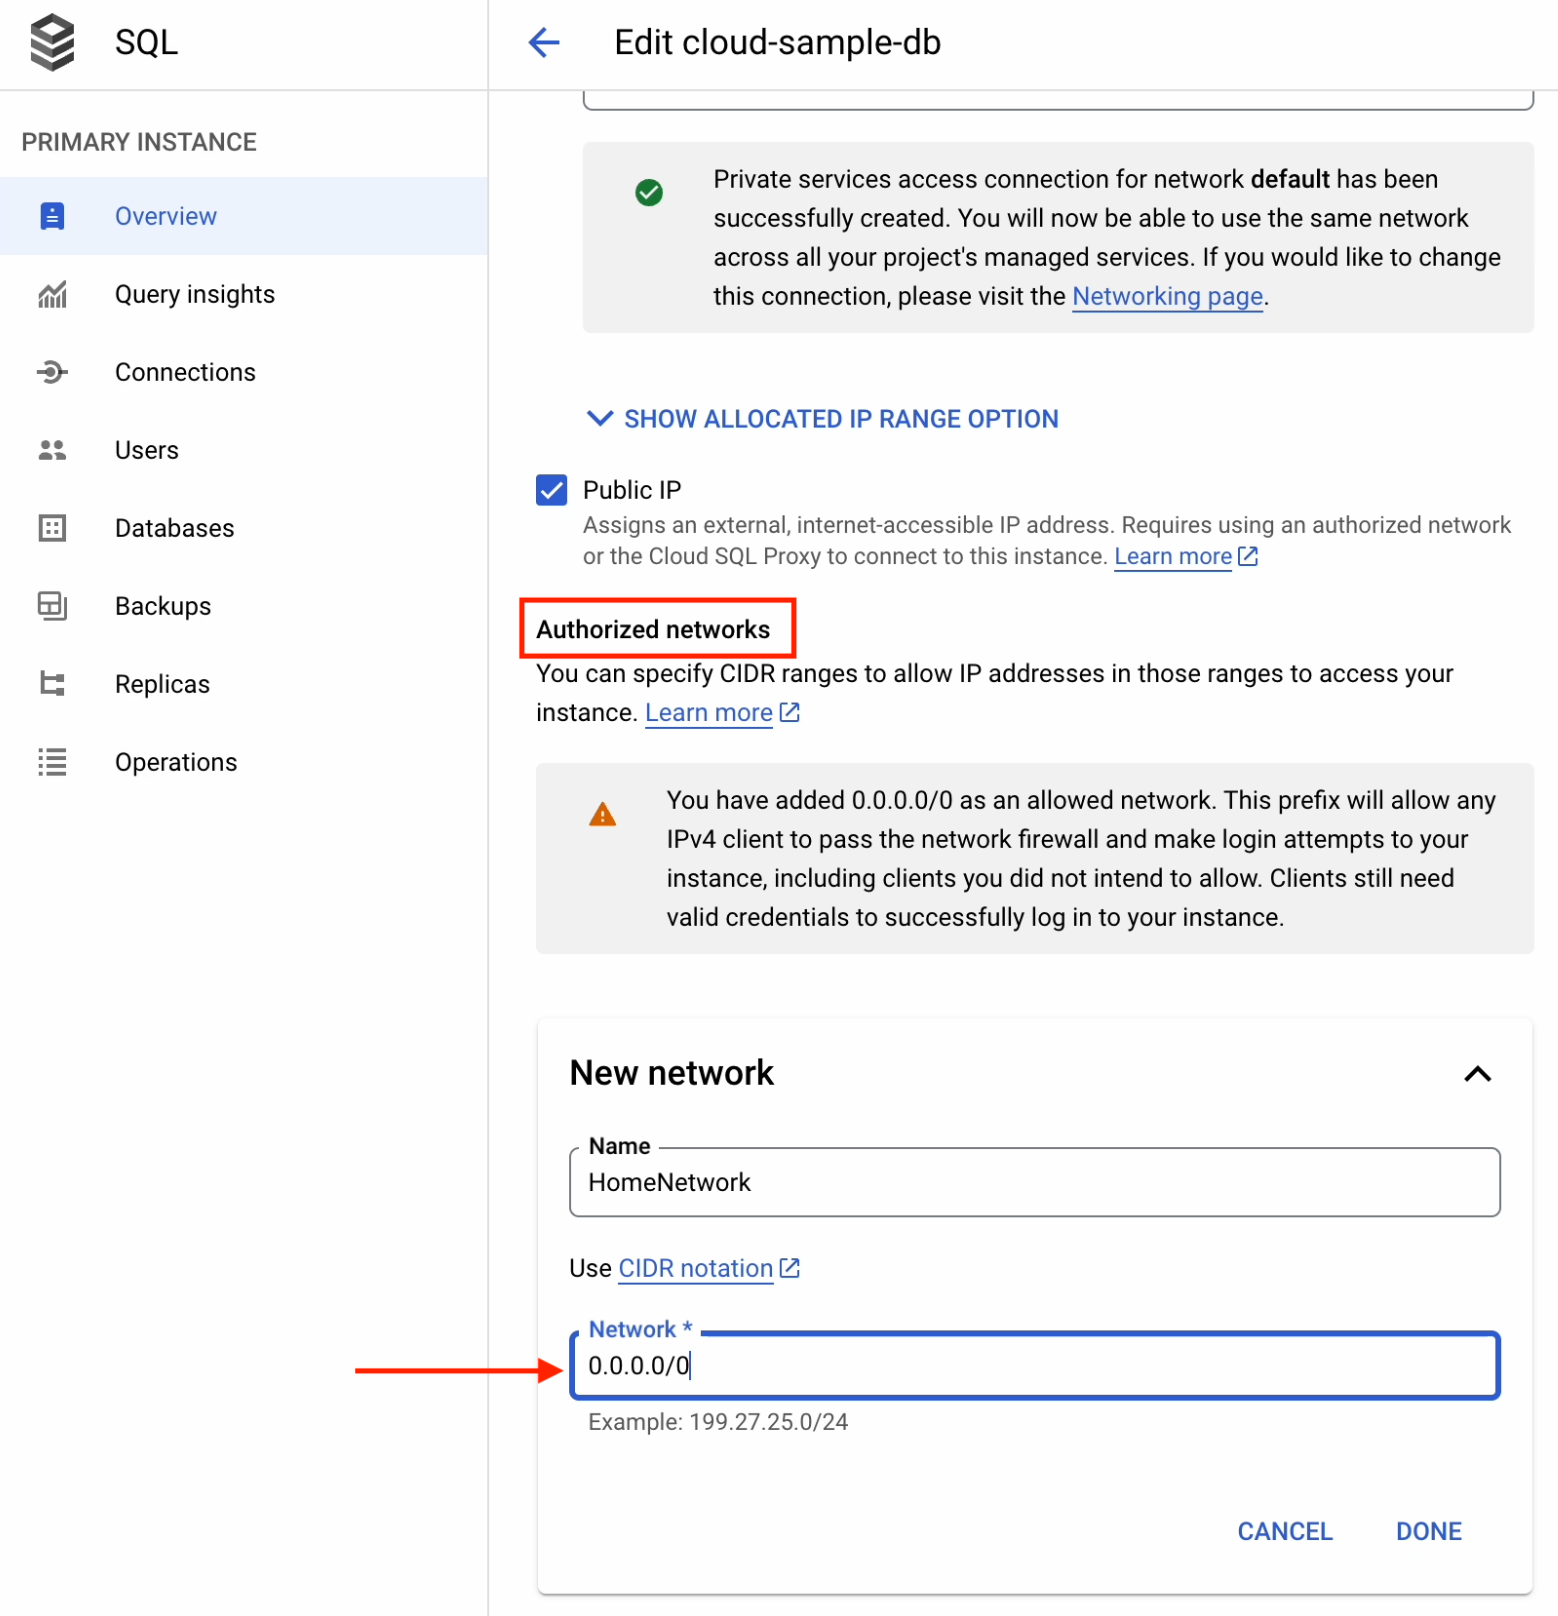 SQL
Edit cloud-sample-db
PRIMARY INSTANCE
Overview
Query insights
Connections
Users
Databases
Backups
Replicas
Operations
Private services access connection for network default has been
successfully created. You will now be able to use the same network
across all your project's managed services. If you would like to change
this connection, please visit the Networking page.
SHOW ALLOCATED IP RANGE OPTION
Public IP
Assigns an external, internet-accessible IP address. Requires using an authorized network
or the Cloud SQL Proxy to connect to this instance. Learn more
Authorized networks
You can specify CIDR ranges to allow IP addresses in those ranges to access your
instance. Learn more
You have added 0.0.0.0/0 as an allowed network. This prefix will allow any
IPv4 client to pass the network firewall and make login attempts to your
instance, including clients you did not intend to allow. Clients still need
valid credentials to successfully log in to your instance.
New network
Name
HomeNetwork
Use CIDR notation
Network *
0.0.0.0/0
Example: 199.27.25.0/24
CANCEL
DONE